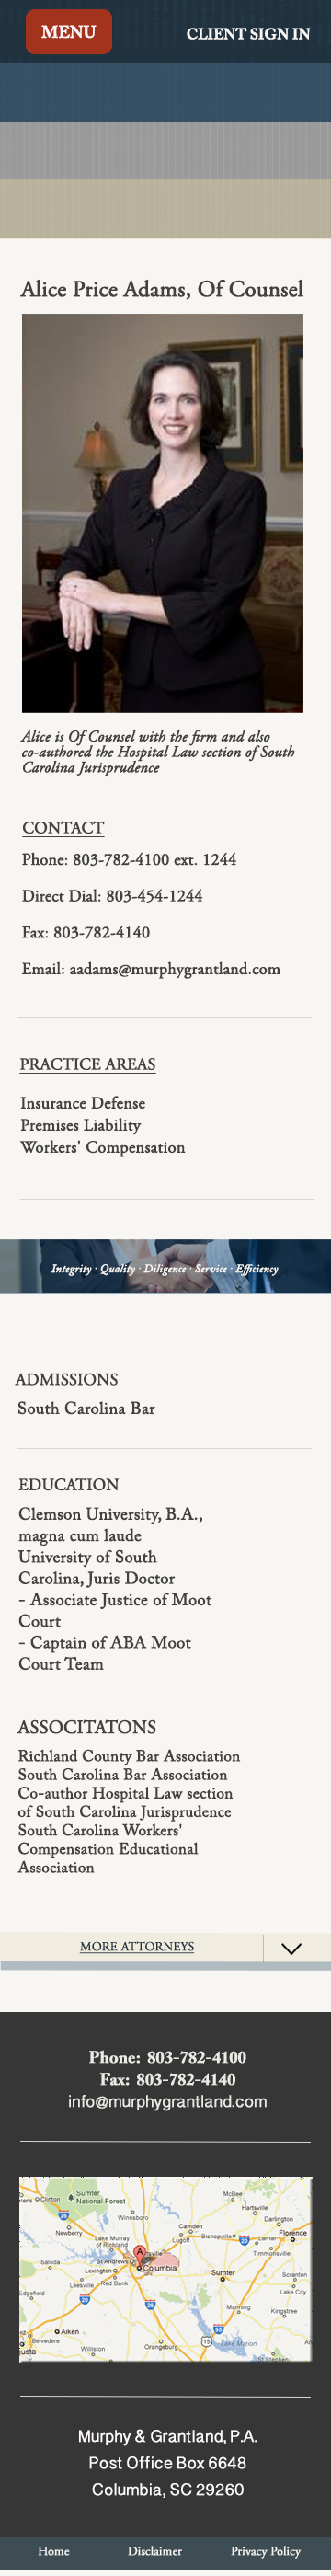 MENU
CLIENT SIGN IN
Alice Price Adams, Of Counsel
Alice is Of Counsel with the firm and also
co-authored the Hospital Law section of South
Carolina Jurisprudence
CONTACT
Phone: 803-782-4100 ext. 1244
Direct Dial: 803-454-1244
Fax: 803-782-4140
Email: aadams@murphygrantland.com
PRACTICE AREAS
Insurance Defense
Premises Liability
Workers' Compensation
Integrity · Quality · Diligence · Service · Efficiency
ADMISSIONS
South Carolina Bar
EDUCATION
Clemson University, B.A.,
magna cum laude
University of South
Carolina, Juris Doctor
- Associate Justice of Moot
Court
- Captain of ABA Moot
Court Team
ASSOCITATONS
Richland County Bar Association
South Carolina Bar Association
Co-author Hospital Law section
of South Carolina Jurisprudence
South Carolina Workers'
Compensation Educational
Association
MORE ATTORNEYS
Phone: 803-782-4100
Fax: 803-782-4140
info@murphygrantland.com
Sumter
National Forest
Clinton
Winnsboro
McBee
Hartsville
Darlington
Newberry
Lake Murray
of Richland
Camden
Bishopville
Florence
Lugoff
Timmonsville
Saluda
St Andrews
Columbia
Lexington
Leesville
Red Bank
Sumter
Scranton
Lake City
Edgefield
Manning
Kingstree
Aiken
Belvedere
Williston
Orangeburg
Lake Marion
Murphy & Grantland, P.A.
Post Office Box 6648
Columbia, SC 29260
Home
Disclaimer
Privacy Policy